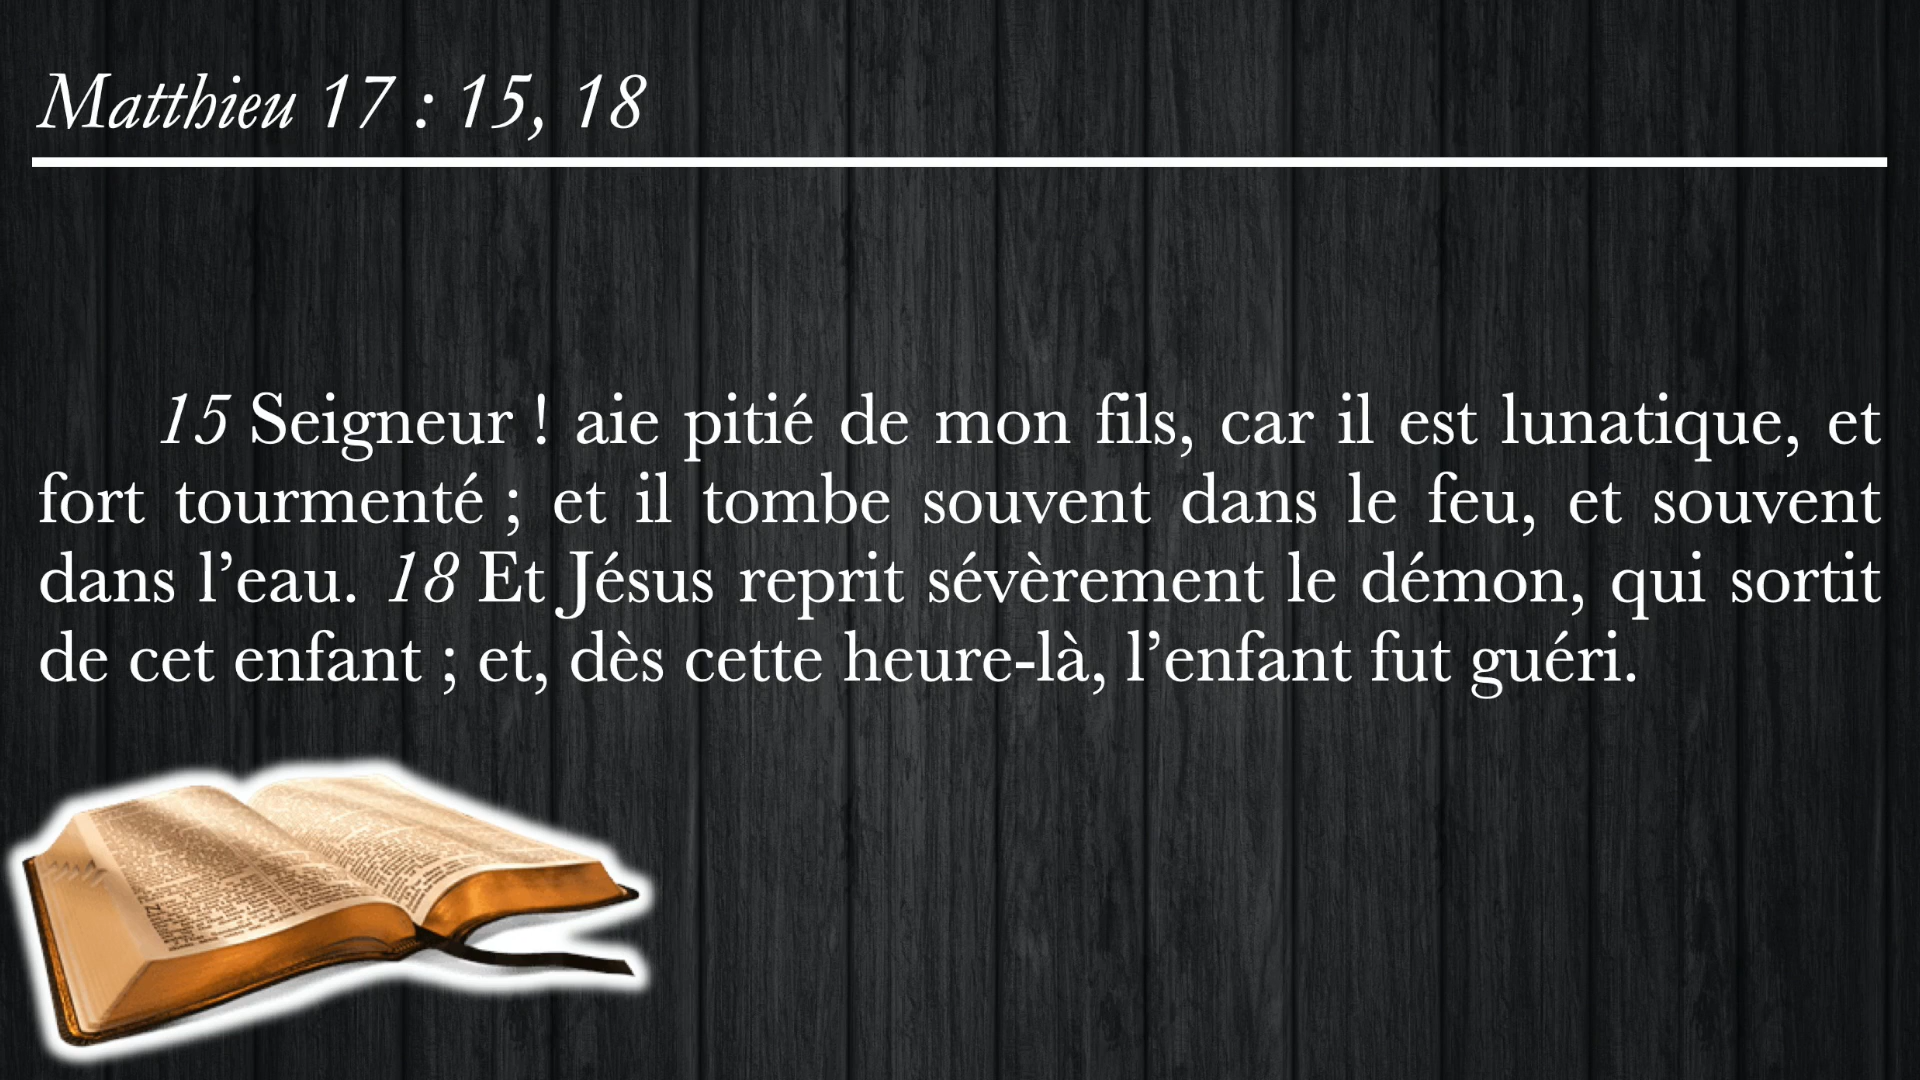 Matthieu 17 : 15, 18
15 Seigneur ! aie pitié de mon fils, car il est lunatique, et
fort tourmenté ; et il tombe souvent dans le feu, et souvent
dans l’eau. 18 Et Jésus reprit sévèrement le démon, qui sortit
de cet enfant ; et, dès cette heure-là, l’enfant fut guéri.